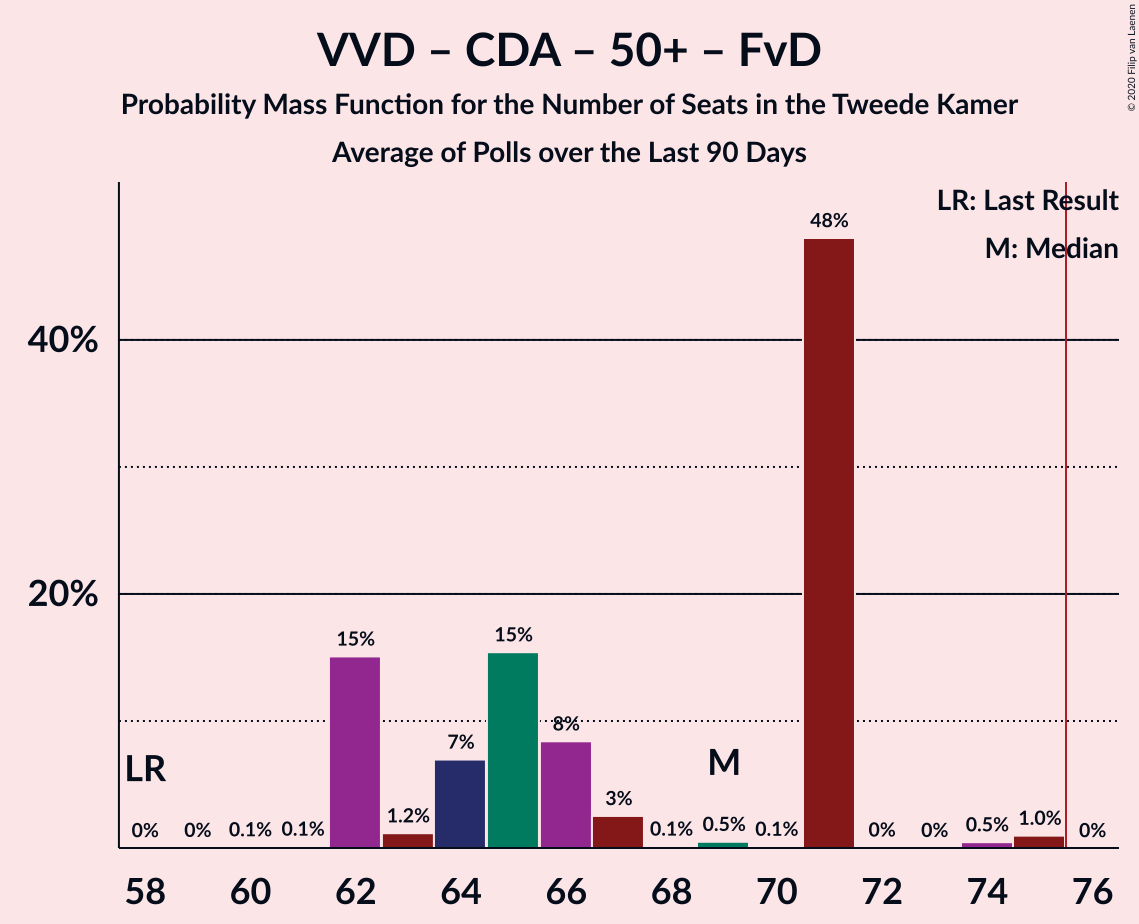 VVD – CDA – 50+ – FvD
Probability Mass Function for the Number of Seats in the Tweede Kamer
Average of Polls over the Last 90 Days
© 2020 Filip van Laenen
LR: Last Result
M: Median
48%
40%
20%
15%
15%
8%
7%
LR
M
3%
1.2%
1.0%
0%
0%
0.1%
0.1%
0.1%
0.5%
0.1%
0%
0%
0.5%
0%
58 60 62 64 66 68 70 72 74 76